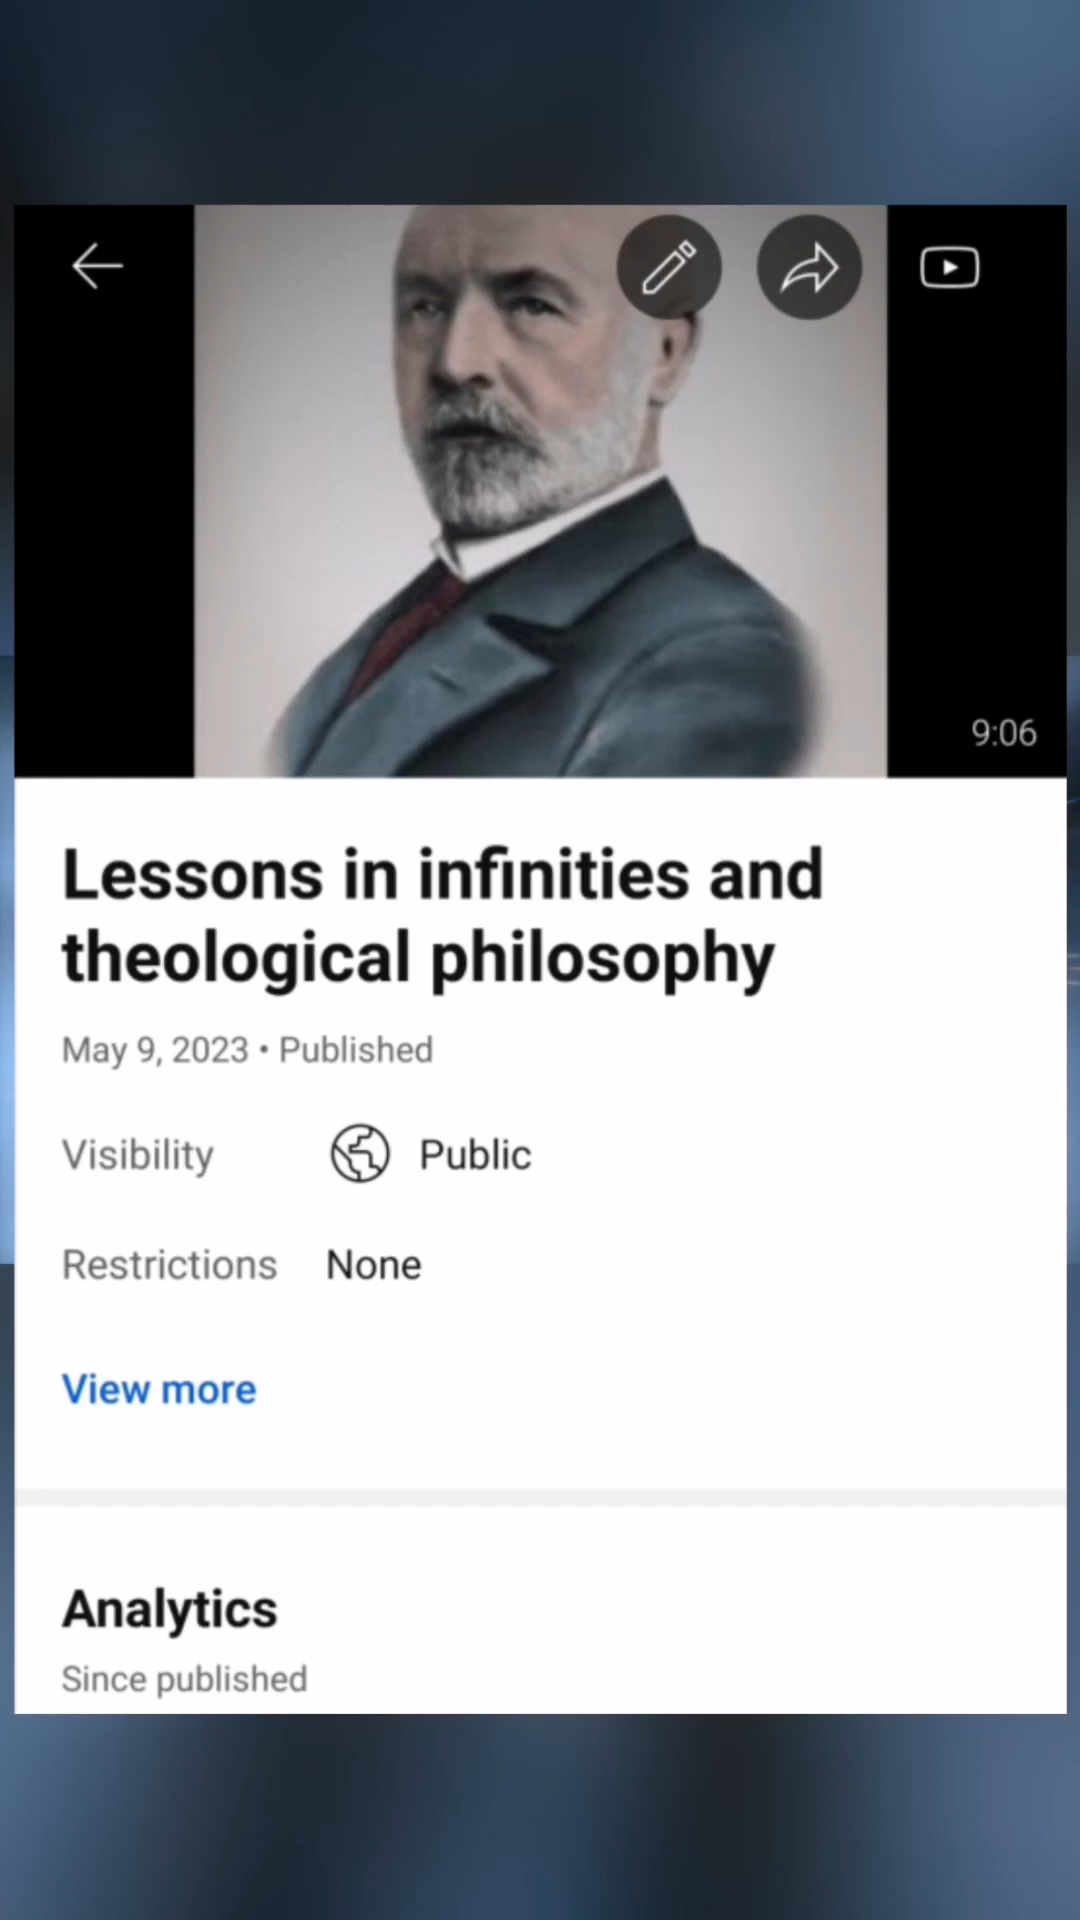 9:06
Lessons in infinities and
theological philosophy
May 9, 2023 • Published
Visibility Public
Restrictions None
View more
Analytics
Since published